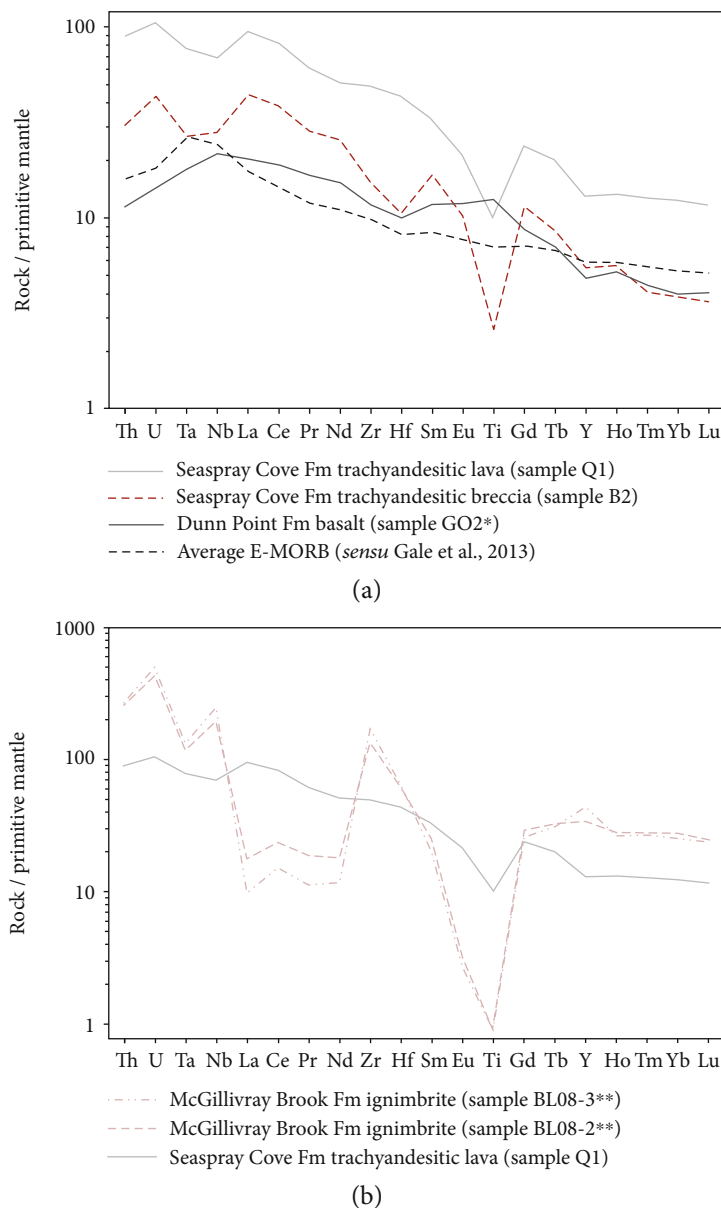 100
10
1
Rock / primitive mantle
Th U Ta Nb La Ce Pr Nd Zr Hf Sm Eu Ti Gd Tb Y Ho Tm Yb Lu
Seaspray Cove Fm trachyandesitic lava (sample Q1)
Seaspray Cove Fm trachyandesitic breccia (sample B2)
Dunn Point Fm basalt (sample GO2*)
Average E-MORB (sensu Gale et al., 2013)
(a)
1000
100
10
1
Rock / primitive mantle
Th U Ta Nb La Ce Pr Nd Zr Hf Sm Eu Ti Gd Tb Y Ho Tm Yb Lu
McGillivray Brook Fm ignimbrite (sample BL08-3**)
McGillivray Brook Fm ignimbrite (sample BL08-2**)
Seaspray Cove Fm trachyandesitic lava (sample Q1)
(b)